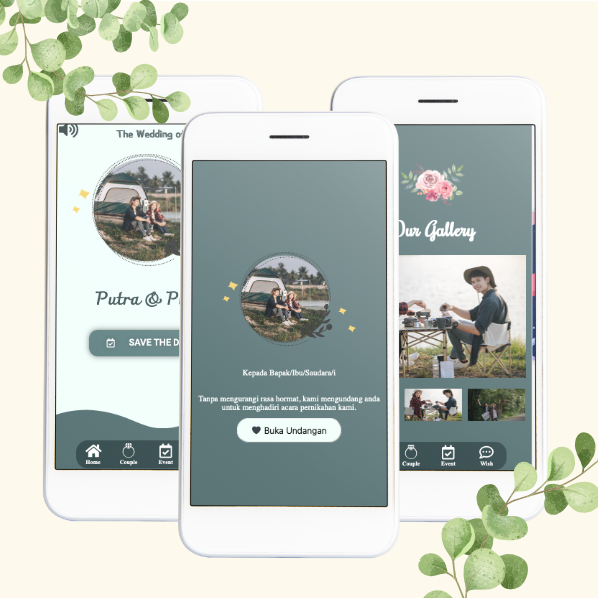 The Wedding of
Putra & P
SAVE THE D
Home
Couple
Event
Kepada Bapak/Ibu/Saudara/i
Tanpa mengurangi rasa hormat, kami mengundang anda
untuk menghadiri acara pernikahan kami.
Buka Undangan
Our Gallery
Couple
Event
Wish